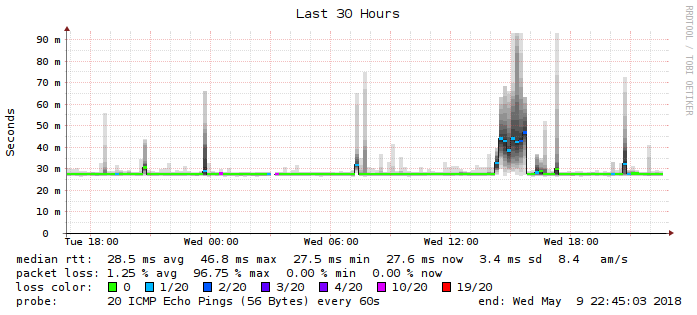 Last 30 Hours
RRDTOOL / TOBI OETIKER
Seconds
90 m
80 m
70 m
60 m
50 m
40 m
30 m
20 m
10 m
0
Tue 18:00 Wed 00:00 Wed 06:00 Wed 12:00 Wed 18:00
median rtt: 28.5 ms avg 46.8 ms max 27.5 ms min 27.6 ms now 3.4 ms sd 8.4 am/s
packet loss: 1.25 % avg 96.75 % max 0.00 % min 0.00 % now
loss color: 0 1/20 2/20 3/20 4/20 10/20 19/20
probe: 20 ICMP Echo Pings (56 Bytes) every 60s end: Wed May 9 22:45:03 2018